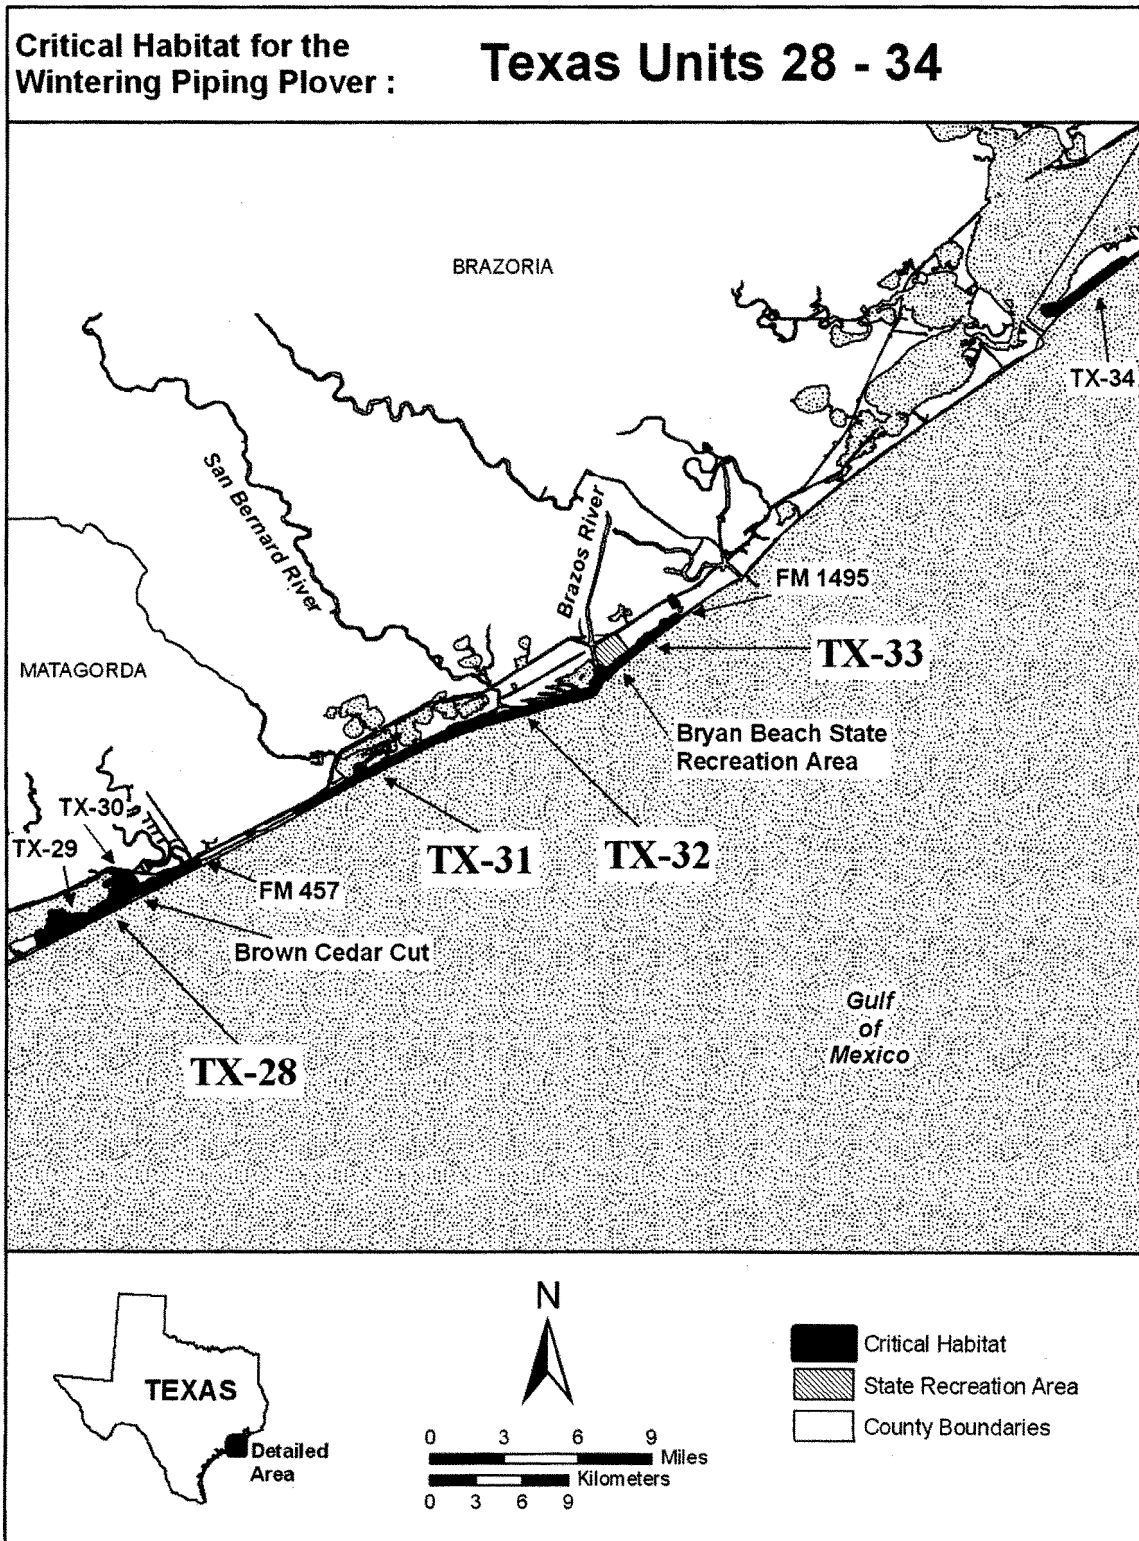 Critical Habitat for the
Wintering Piping Plover :
Texas Units 28 - 34
BRAZORIA
TX-34
San Bernard River
Brazos River
FM 1495
TX-33
MATAGORDA
Bryan Beach State
Recreation Area
TX-30
TX-29
TX-31
TX-32
FM 457
Brown Cedar Cut
Gulf
of
Mexico
TX-28
TEXAS
Detailed
Area
N
0 3 6 9
Miles
Kilometers
0 3 6 9
Critical Habitat
State Recreation Area
County Boundaries